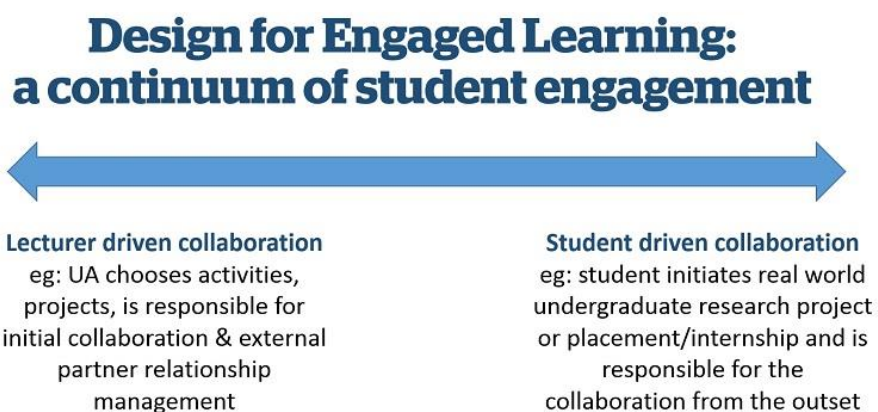 Design for Engaged Learning:
a continuum of student engagement
Lecturer driven collaboration
eg: UA chooses activities,
projects, is responsible for
initial collaboration & external
partner relationship
management
Student driven collaboration
eg: student initiates real world
undergraduate research project
or placement/internship and is
responsible for the
collaboration from the outset